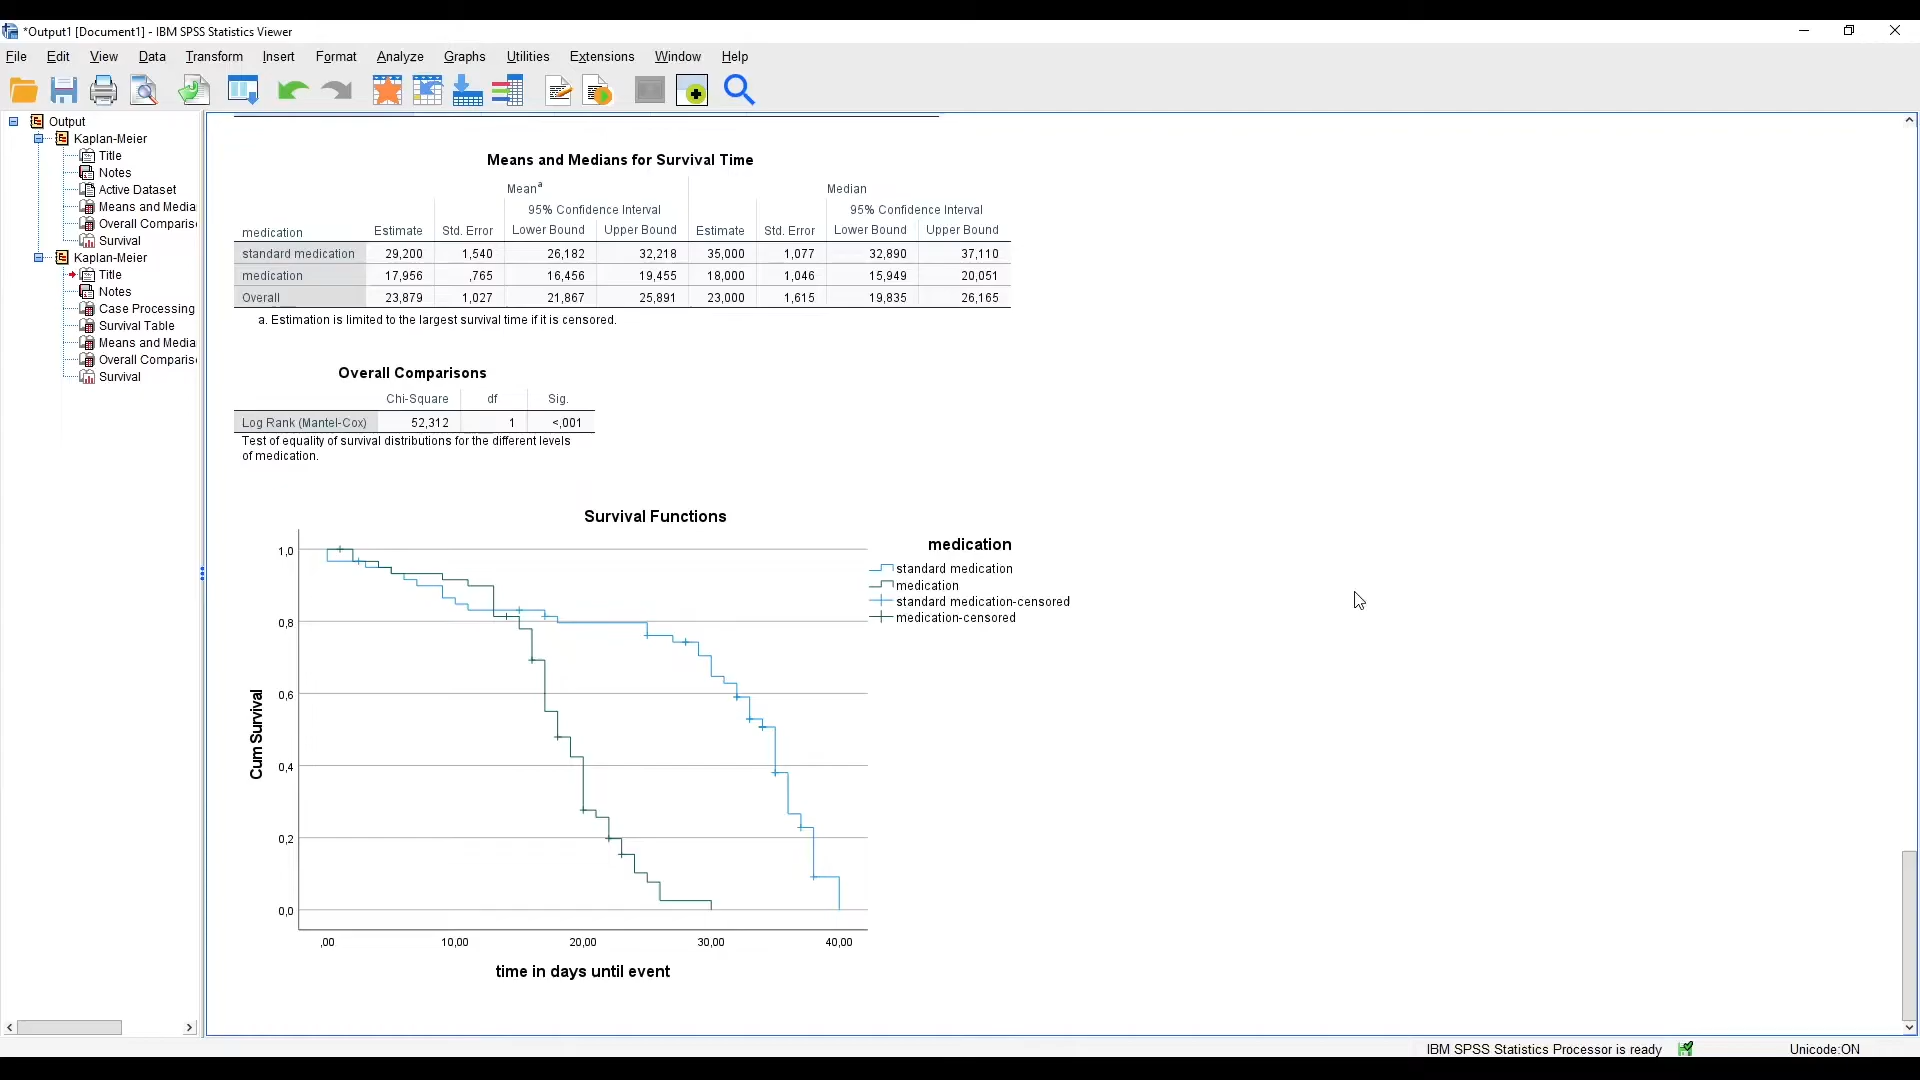 *Output1 [Document1] - IBM SPSS Statistics Viewer
File Edit View Data Transform Insert Format Analyze Graphs Utilities Extensions Window Help
Output
Kaplan-Meier
Title
Notes
Active Dataset
Means and Media
Overall Comparis
Survival
Kaplan-Meier
Title
Notes
Case Processing
Survival Table
Means and Media
Overall Comparis
Survival
Means and Medians for Survival Time
Meanᵃ Median
95% Confidence Interval 95% Confidence Interval
medication Estimate Std. Error Lower Bound Upper Bound Estimate Std. Error Lower Bound Upper Bound
standard medication 29,200 1,540 26,182 32,218 35,000 1,077 32,890 37,110
medication 17,956 ,765 16,456 19,455 18,000 1,046 15,949 20,051
Overall 23,879 1,027 21,867 25,891 23,000 1,615 19,835 26,165
a. Estimation is limited to the largest survival time if it is censored.
Overall Comparisons
Chi-Square df Sig.
Log Rank (Mantel-Cox) 52,312 1 <,001
Test of equality of survival distributions for the different levels
of medication.
Survival Functions
medication
standard medication
medication
standard medication-censored
medication-censored
Cum Survival
1,0
0,8
0,6
0,4
0,2
0,0
,00 10,00 20,00 30,00 40,00
time in days until event
IBM SPSS Statistics Processor is ready Unicode:ON